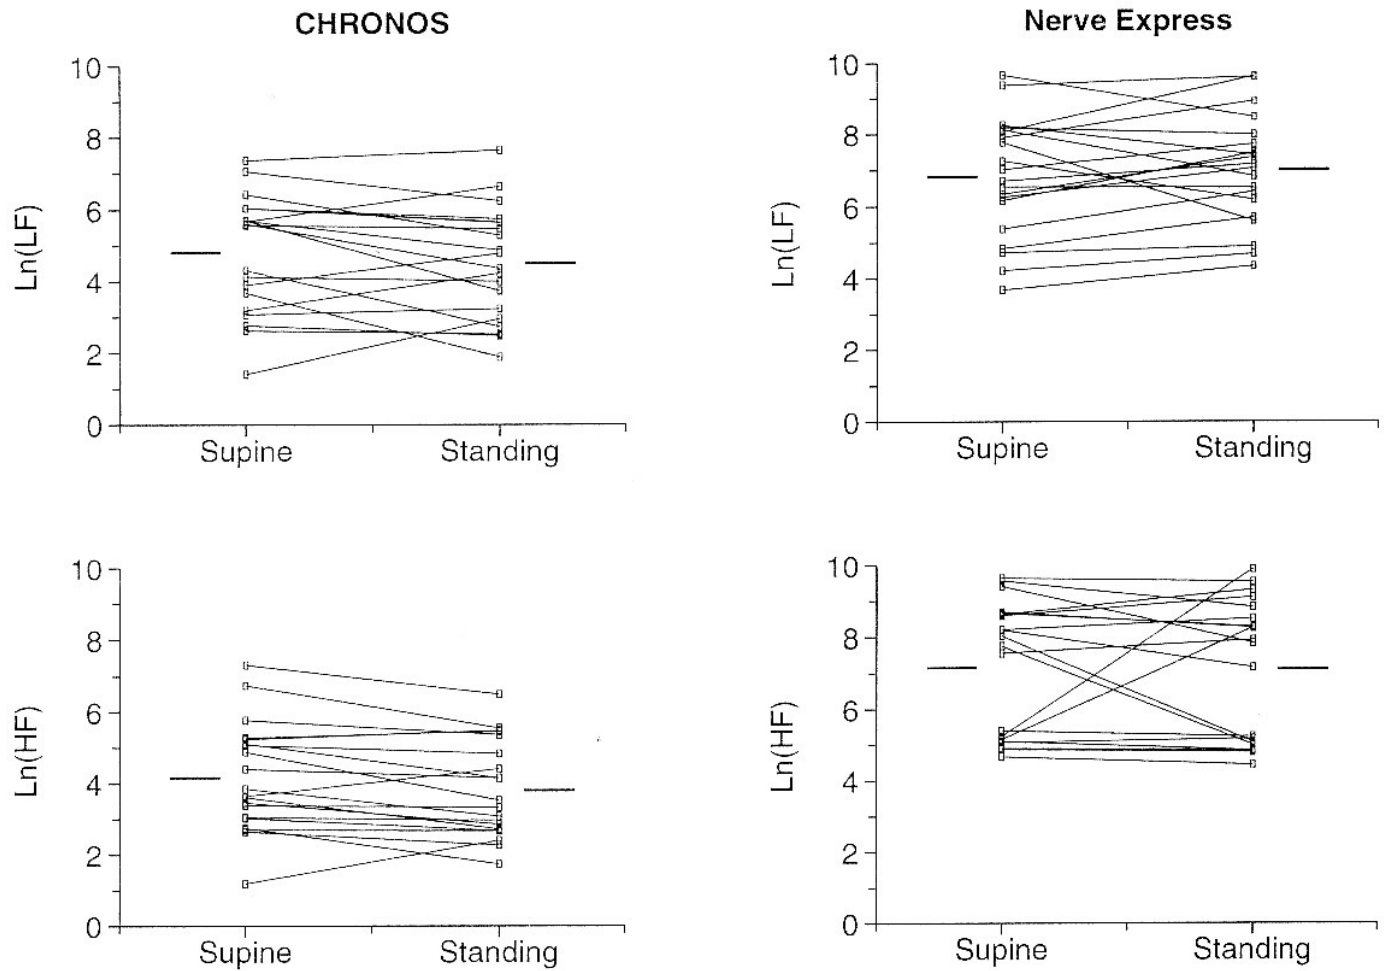 CHRONOS
10
8
6
4
2
0
Ln(LF)
Supine Standing
Nerve Express
10
8
6
4
2
0
Ln(LF)
Supine Standing
10
8
6
4
2
0
Ln(HF)
Supine Standing
10
8
6
4
2
0
Ln(HF)
Supine Standing